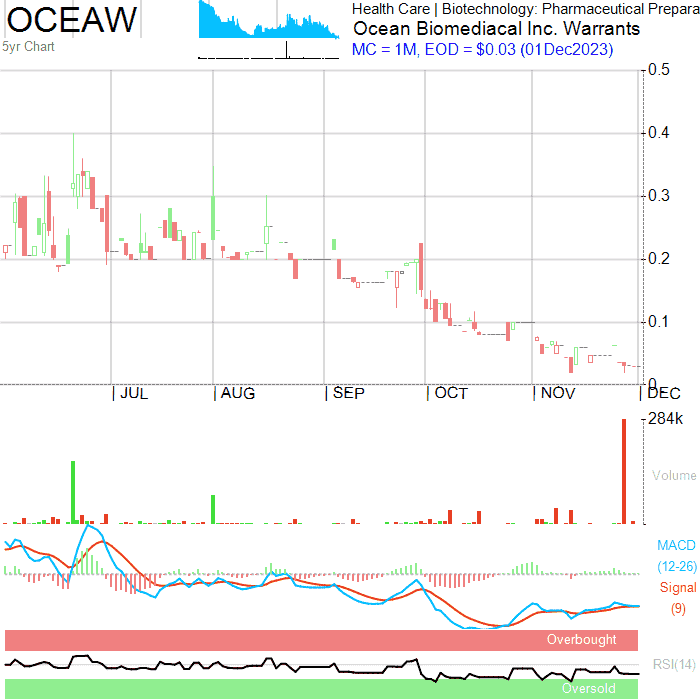 OCEAW
5yr Chart
Health Care | Biotechnology: Pharmaceutical Prepara
Ocean Biomediacal Inc. Warrants
MC = 1M, EOD = $0.03 (01Dec2023)
0.5
0.4
0.3
0.2
0.1
0
JUL
AUG
SEP
OCT
NOV
DEC
284k
Volume
MACD
(12-26)
Signal
(9)
Overbought
RSI(14)
Oversold